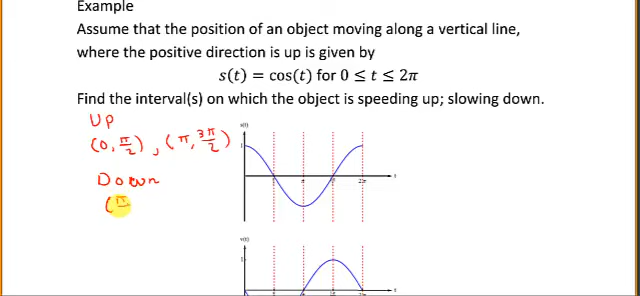 Example
Assume that the position of an object moving along a vertical line,
where the positive direction is up is given by
s(t) = cos(t) for 0 ≤ t ≤ 2π
Find the interval(s) on which the object is speeding up; slowing down.
UP
(0, π/2), (π, 3π/2)
Down
(π
s(t)
1
π
2π
t
v(t)
1
π
2π